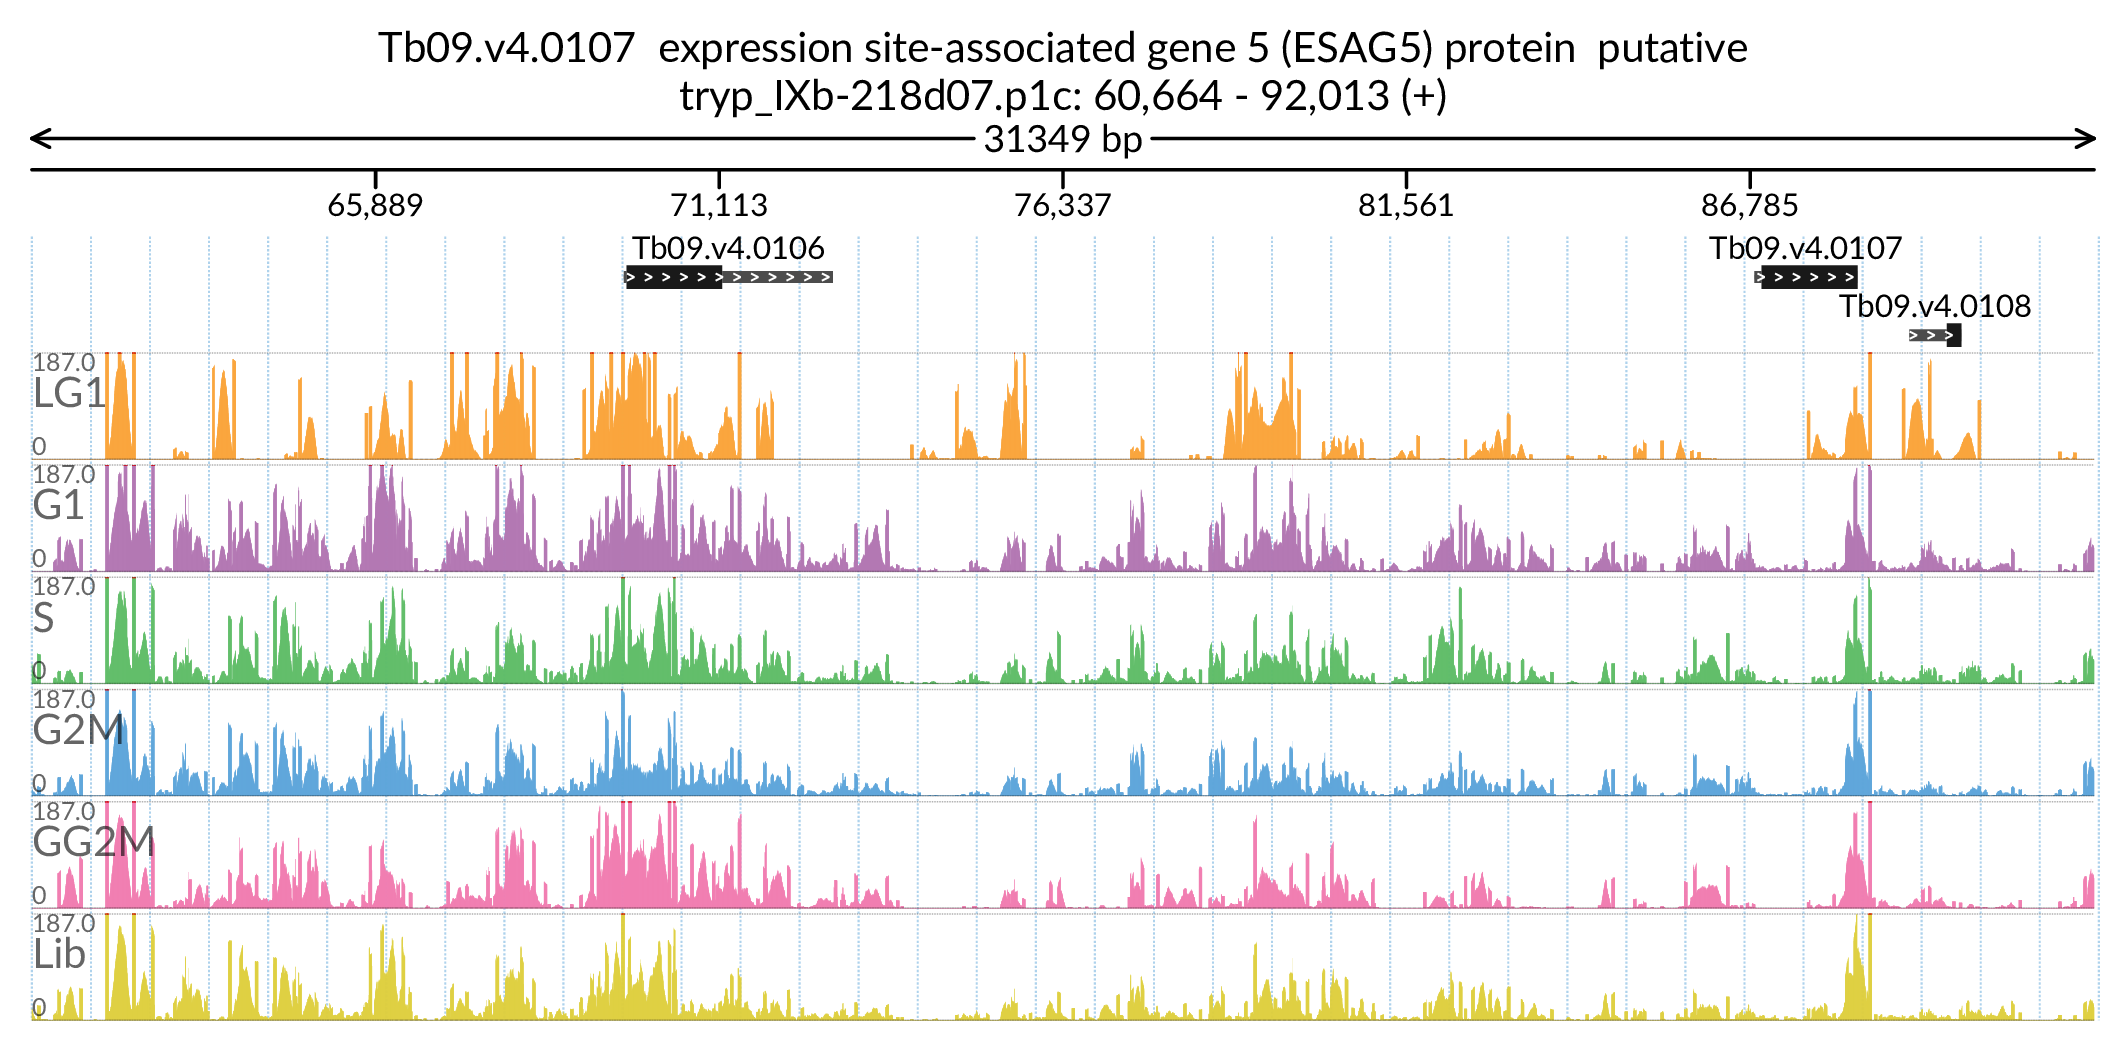 Tb09.v4.0107  expression site-associated gene 5 (ESAG5) protein  putative
tryp_IXb-218d07.p1c: 60,664 - 92,013 (+)
31349 bp
65,889 71,113 76,337 81,561 86,785
Tb09.v4.0106 Tb09.v4.0107
Tb09.v4.0108
187.0
LG1
0
187.0
G1
0
187.0
S
0
187.0
G2M
0
187.0
GG2M
0
187.0
Lib
0